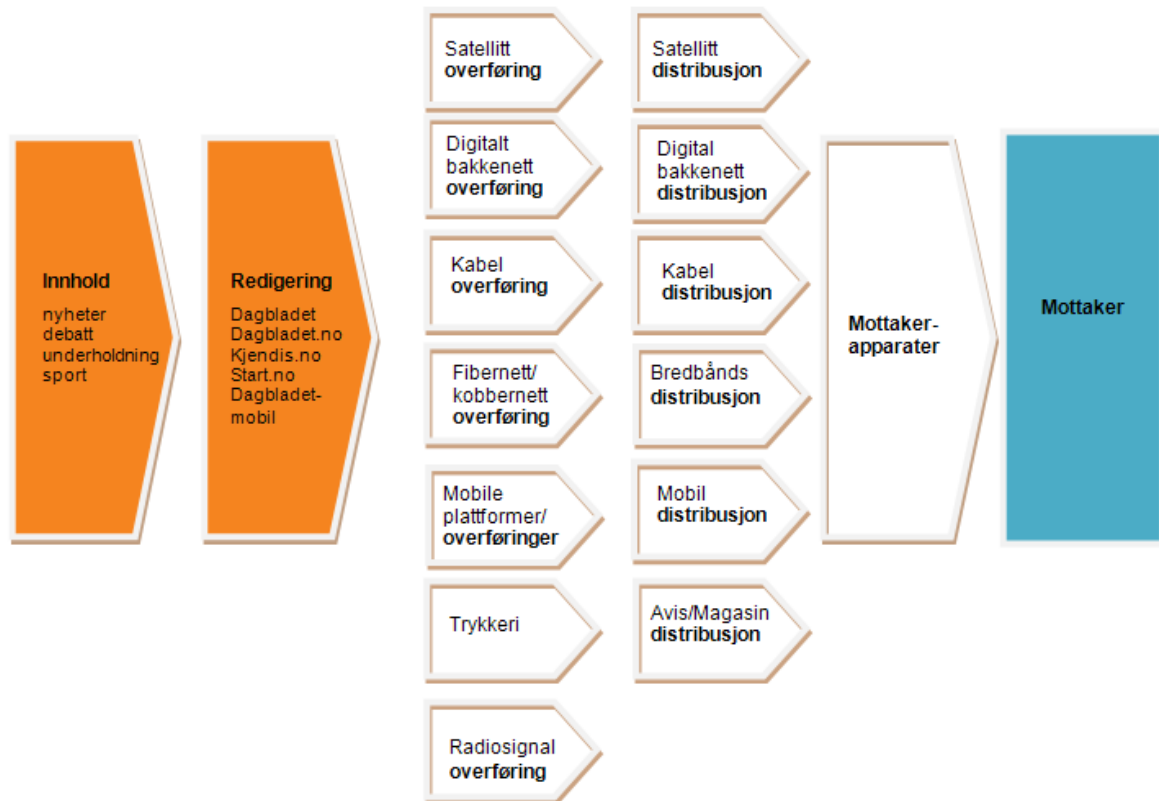 Innhold
nyheter
debatt
underholdning
sport
Redigering
Dagbladet
Dagbladet.no
Kjendis.no
Start.no
Dagbladet-
mobil
Satellitt
overføring
Digitalt
bakkenett
overføring
Kabel
overføring
Fibernett/
kobbernett
overføring
Mobile
plattformer/
overføringer
Trykkeri
Radiosignal
overføring
Satellitt
distribusjon
Digital
bakkenett
distribusjon
Kabel
distribusjon
Bredbånds
distribusjon
Mobil
distribusjon
Avis/Magasin
distribusjon
Mottaker-
apparater
Mottaker